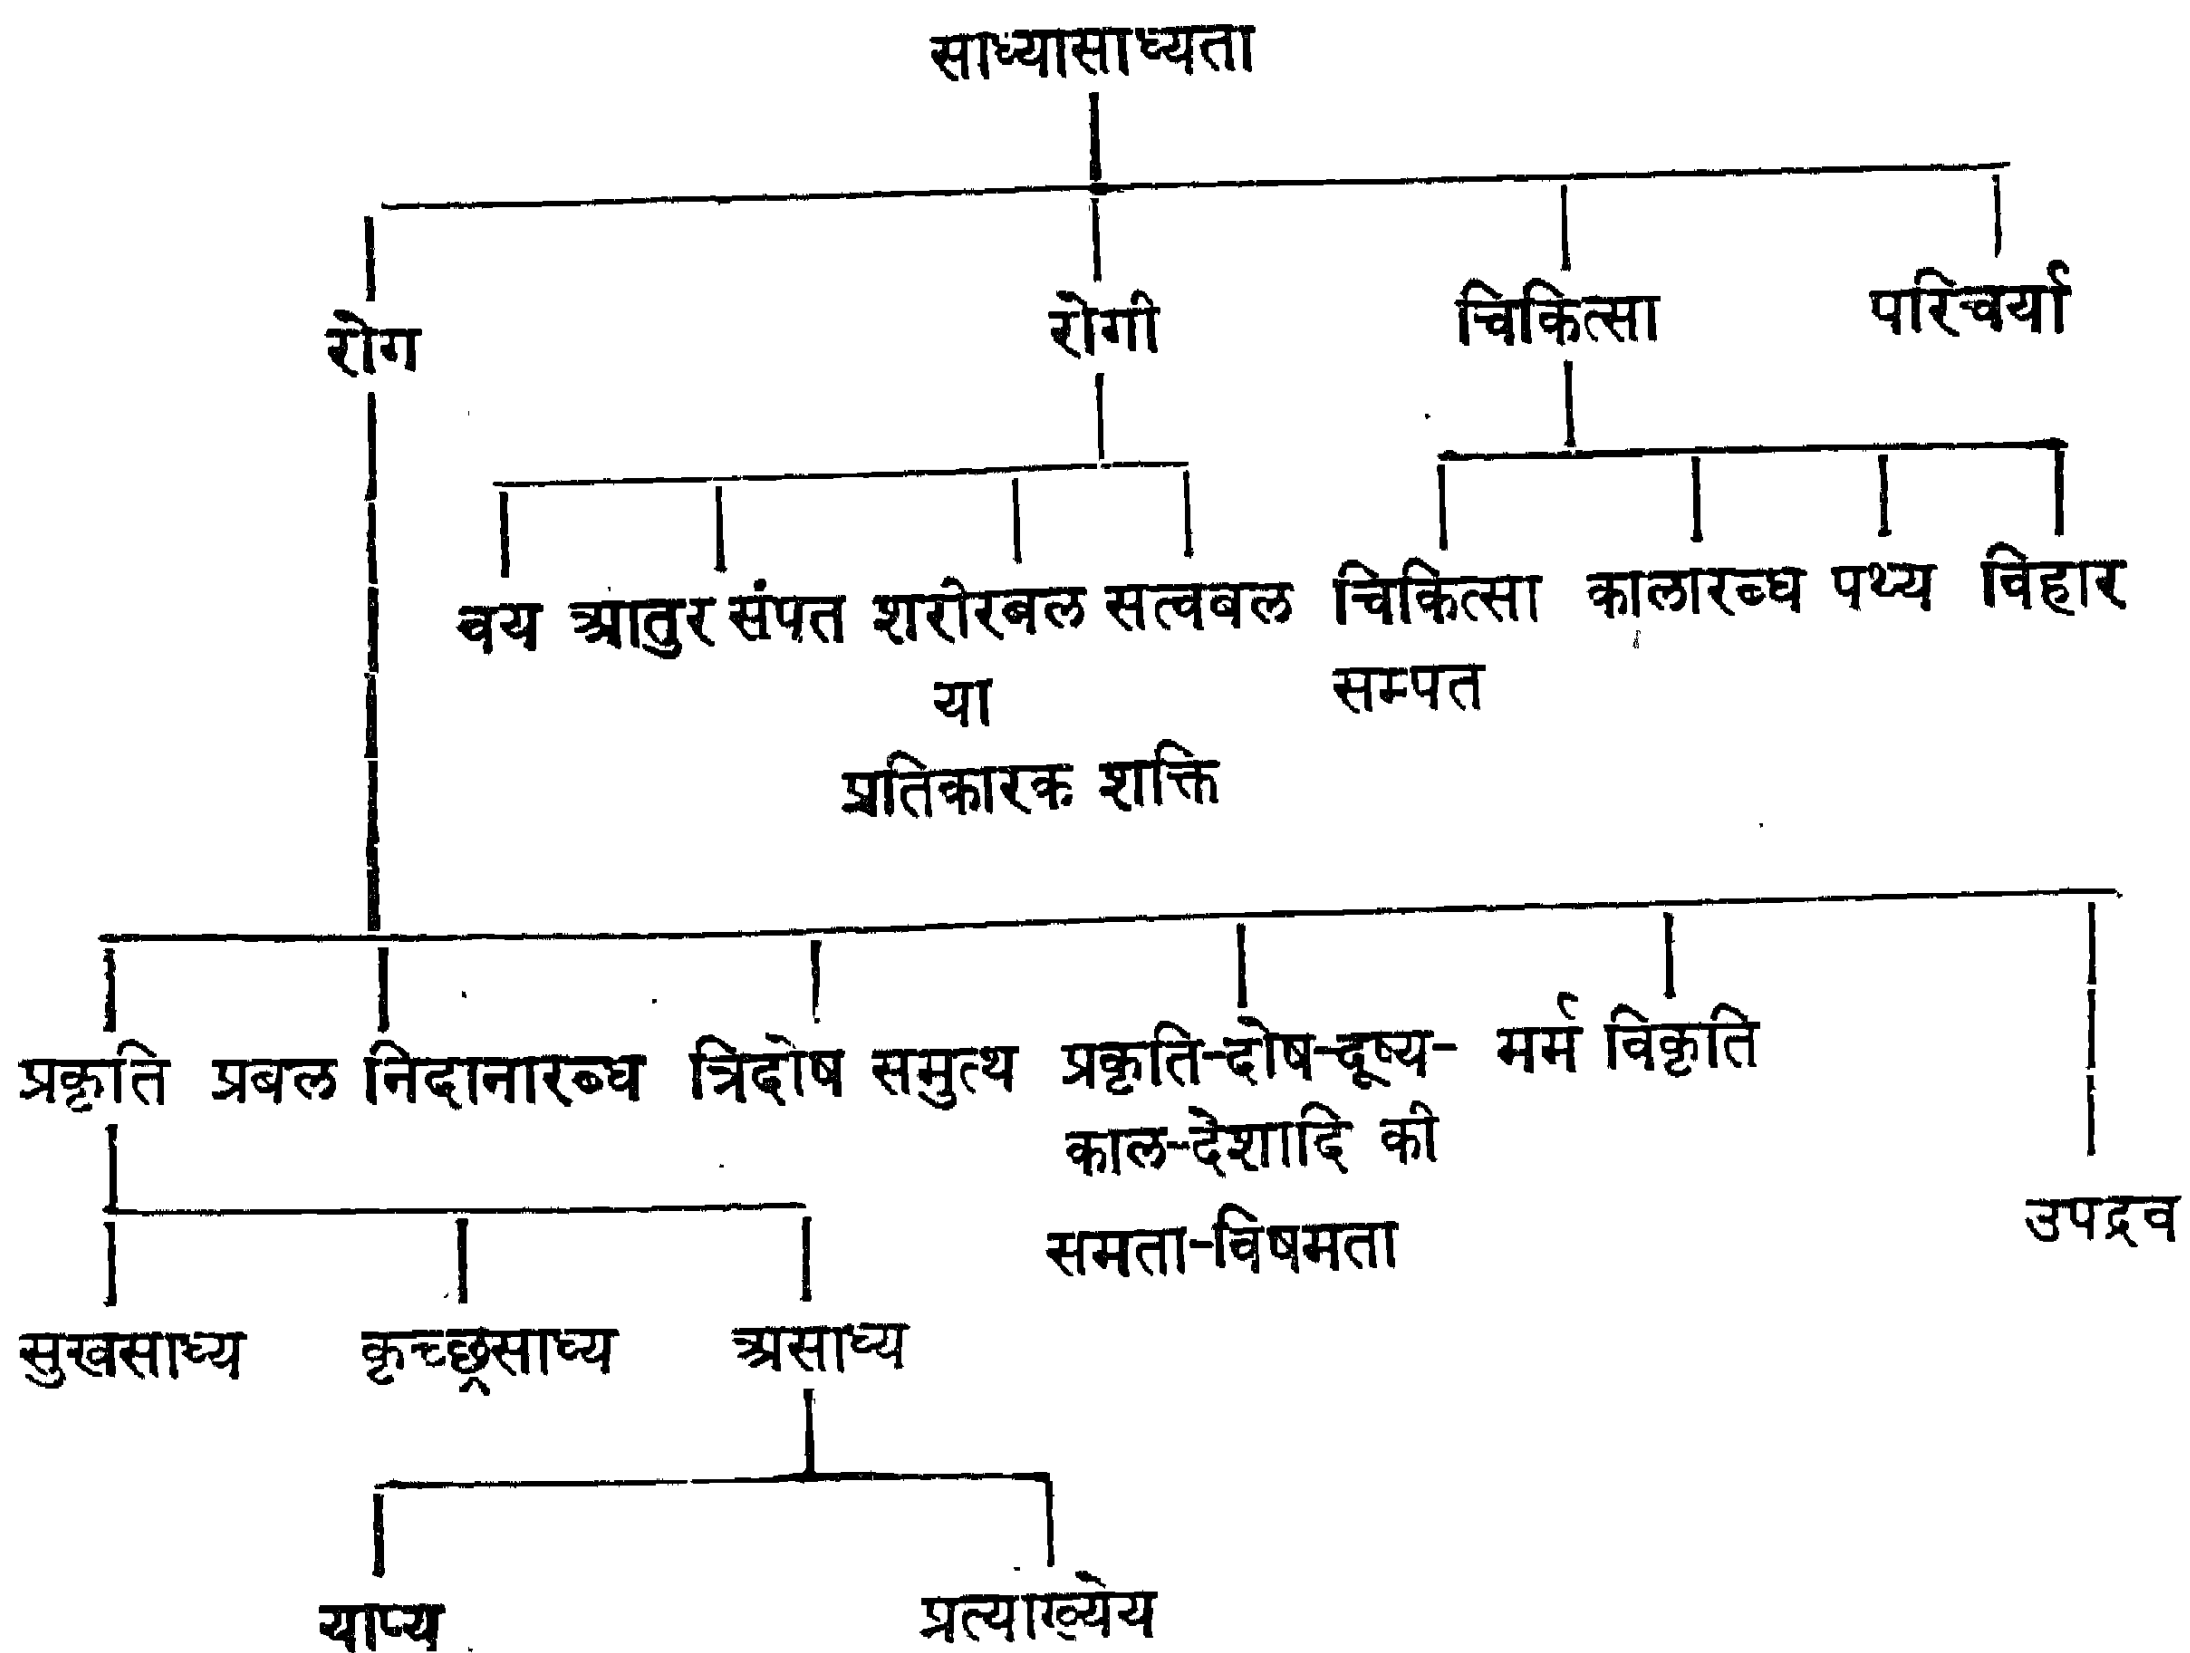 साध्यासाध्यता
रोग रोगी चिकित्सा परिचर्या
वय आतुर संपत शरीरबल सत्वबल चिकित्सा कालारब्ध पथ्य विहार
या सम्पत
प्रतिकारक शक्ति
प्रकृति प्रबल निदानारब्ध त्रिदोष समुत्थ प्रकृति-दोष-दूष्य- मर्म विकृति
काल-देशादि की
समता-विषमता उपद्रव
सुखसाध्य कृच्छ्रसाध्य असाध्य
याप्य प्रत्याख्येय